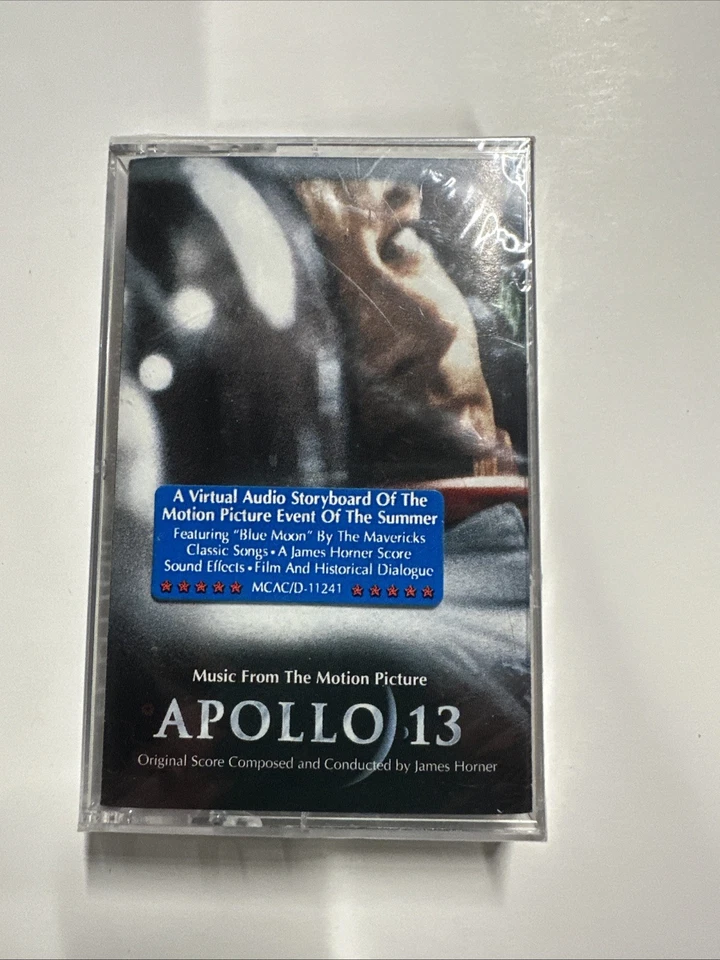 A Virtual Audio Storyboard Of The
Motion Picture Event Of The Summer
Featuring "Blue Moon" By The Mavericks
Classic Songs • A James Horner Score
Sound Effects • Film And Historical Dialogue
MCAC/D-11241
Music From The Motion Picture
APOLLO 13
Original Score Composed and Conducted by James Horner